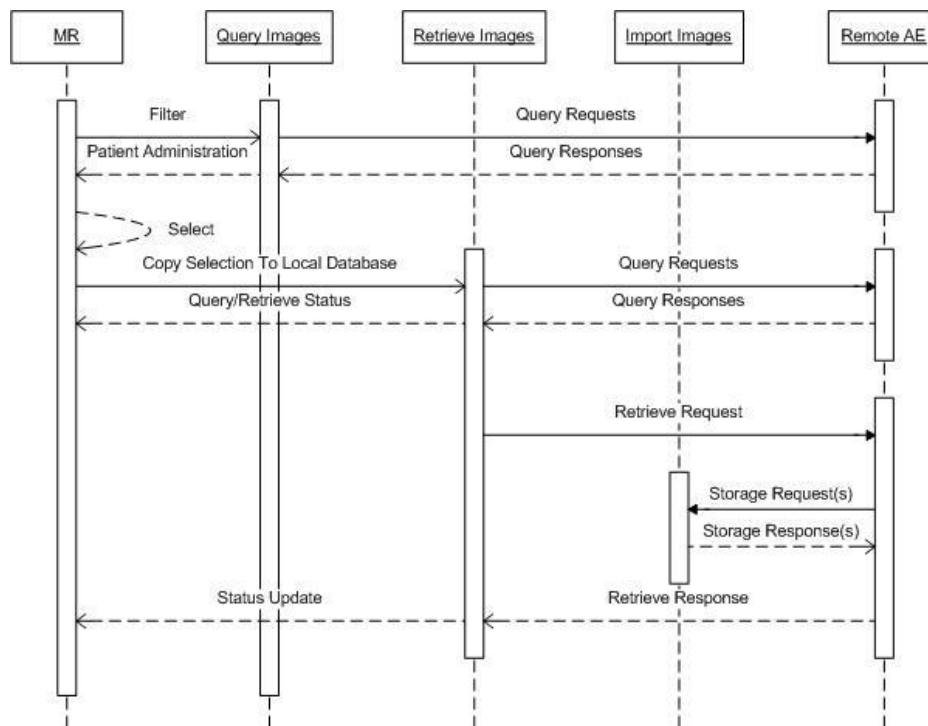 MR
Query Images
Retrieve Images
Import Images
Remote AE
Filter
Query Requests
Patient Administration
Query Responses
Select
Copy Selection To Local Database
Query Requests
Query/Retrieve Status
Query Responses
Retrieve Request
Storage Request(s)
Storage Response(s)
Status Update
Retrieve Response